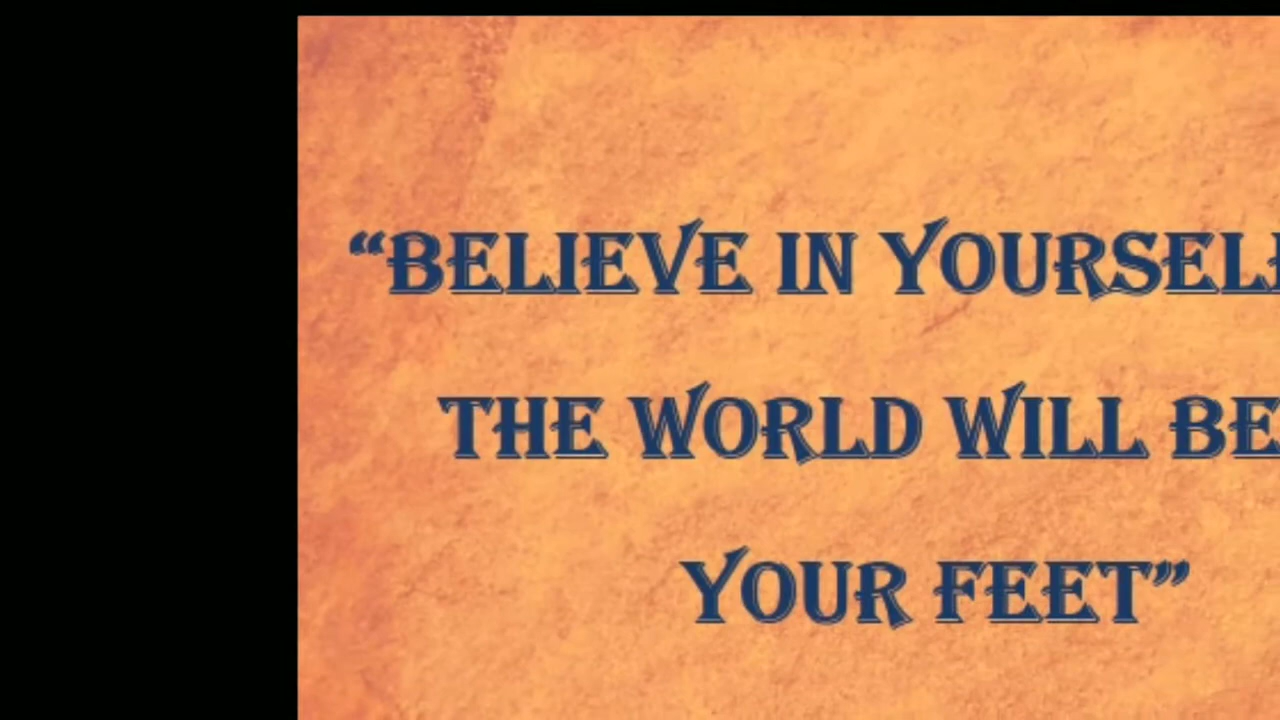 “BELIEVE IN YOURSELF
THE WORLD WILL BE
YOUR FEET”